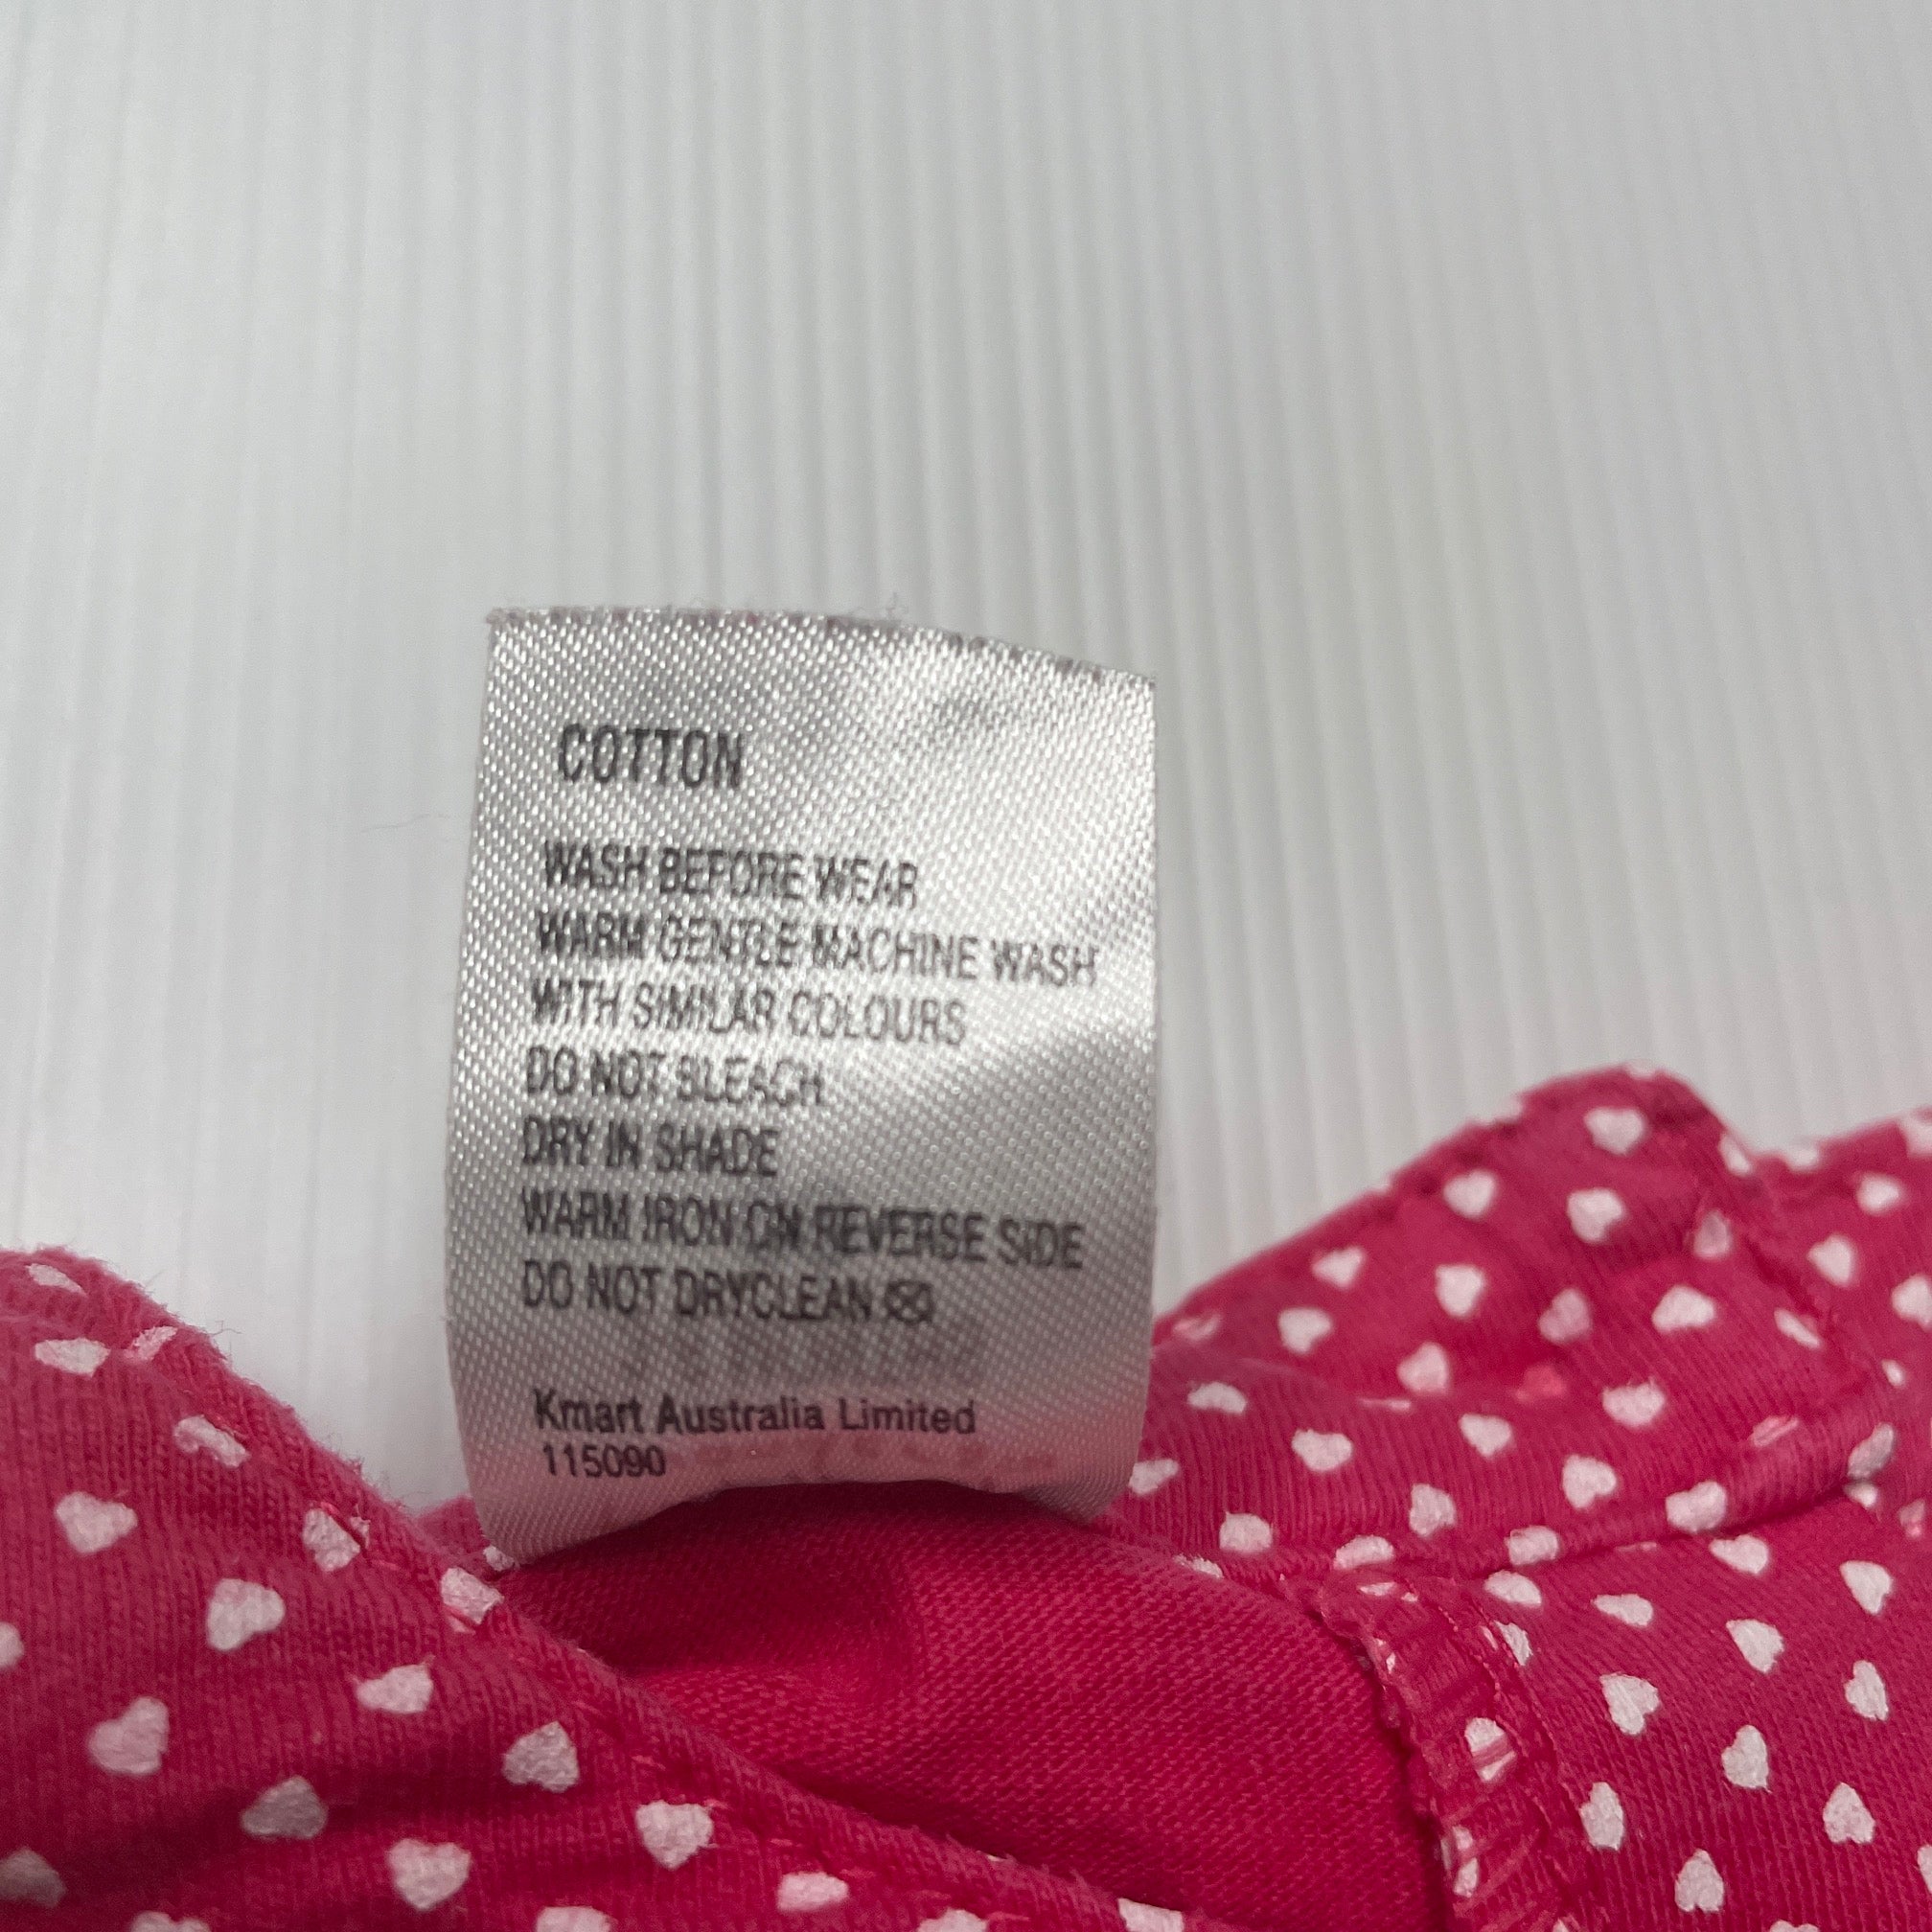 COTTON
WASH BEFORE WEAR
WARM GENTLE MACHINE WASH
WITH SIMILAR COLOURS
DO NOT BLEACH
DRY IN SHADE
WARM IRON ON REVERSE SIDE
DO NOT DRYCLEAN
Kmart Australia Limited
115090